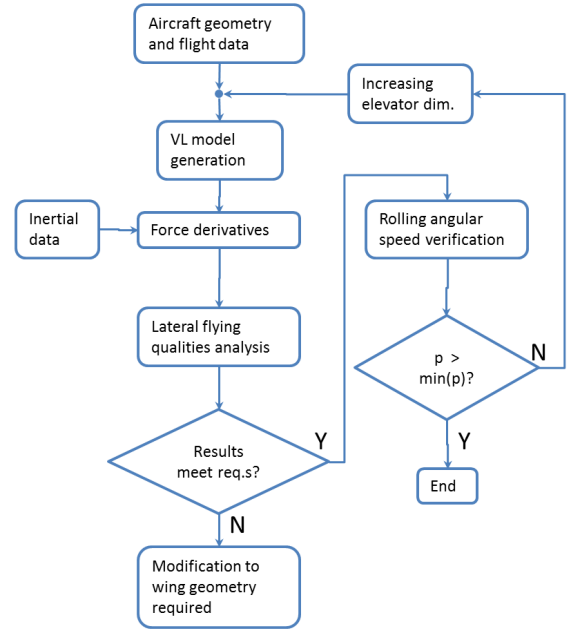 Aircraft geometry
and flight data
Increasing
elevator dim.
VL model
generation
Inertial
data
Force derivatives
Rolling angular
speed verification
Lateral flying
qualities analysis
p >
min(p)?
N
Y
Results
meet req.s?
Y
End
N
Modification to
wing geometry
required